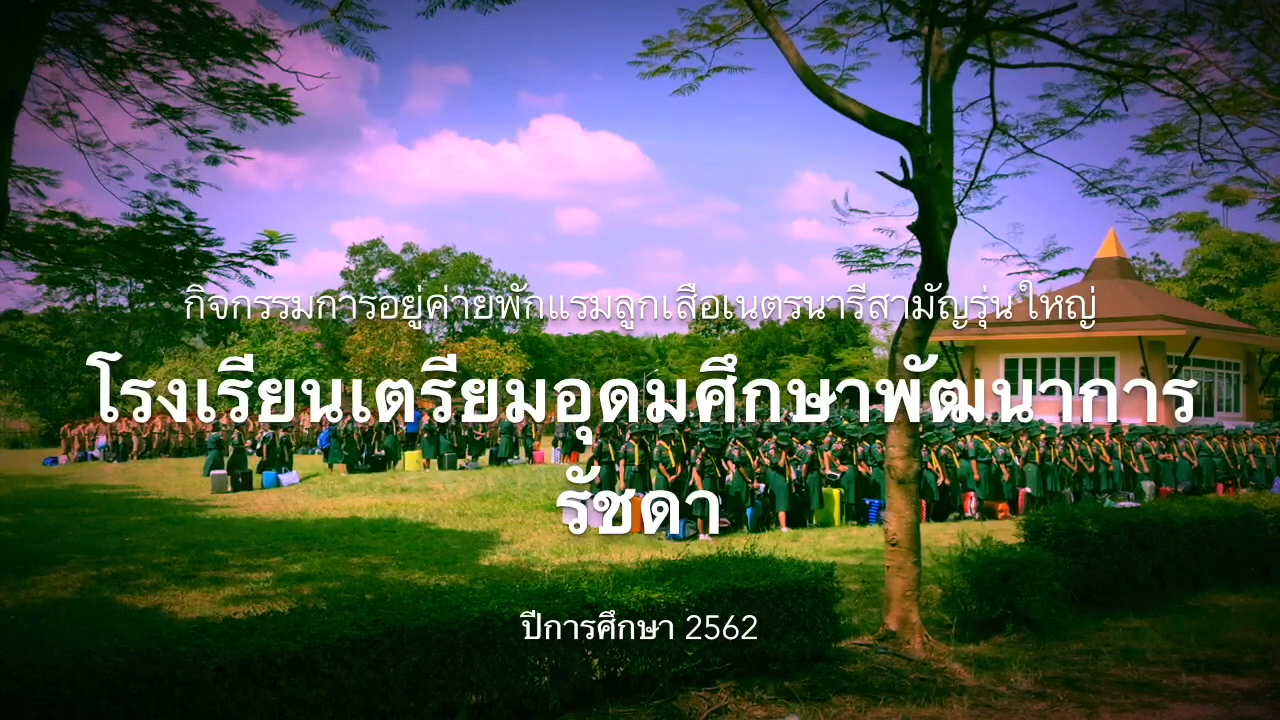 กิจกรรมการอยู่ค่ายพักแรมลูกเสือเนตรนารีสามัญรุ่นใหญ่
โรงเรียนเตรียมอุดมศึกษาพัฒนาการ
รัชดา
ปีการศึกษา 2562